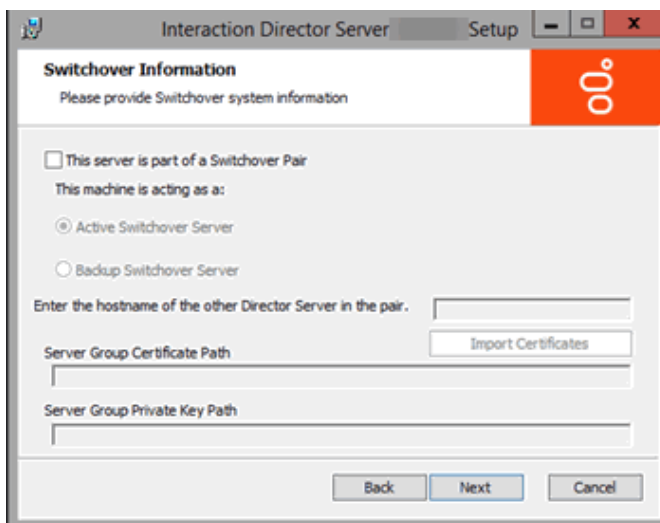 Interaction Director Server Setup
Switchover Information
Please provide Switchover system information
This server is part of a Switchover Pair
This machine is acting as a:
Active Switchover Server
Backup Switchover Server
Enter the hostname of the other Director Server in the pair.
Import Certificates
Server Group Certificate Path
Server Group Private Key Path
Back Next Cancel